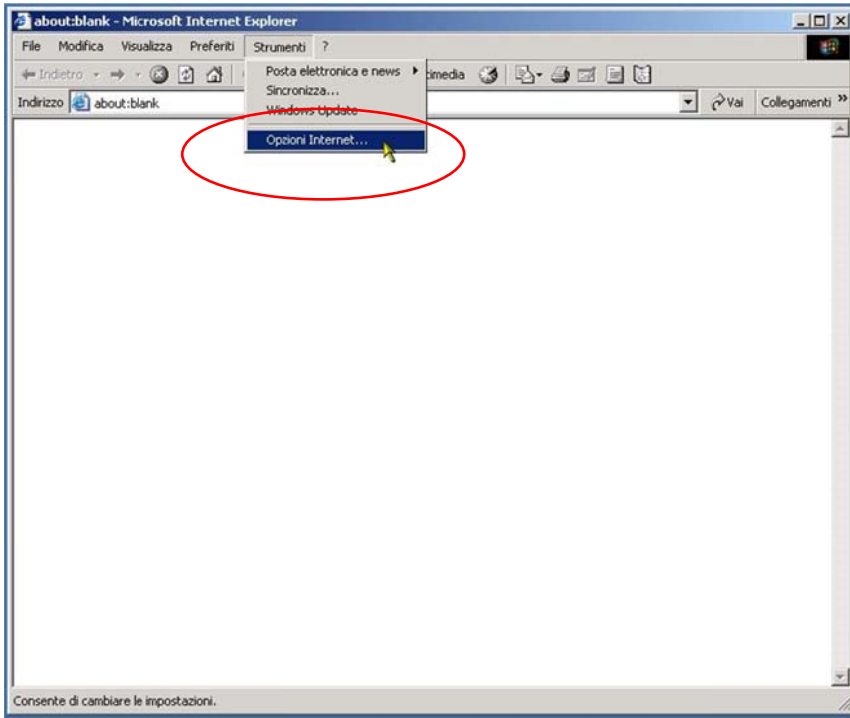 about:blank - Microsoft Internet Explorer
File Modifica Visualizza Preferiti Strumenti ?
Indietro
Posta elettronica e news
Sincronizza...
Windows Update
Opzioni Internet...
Indirizzo about:blank Vai Collegamenti »
Consente di cambiare le impostazioni.